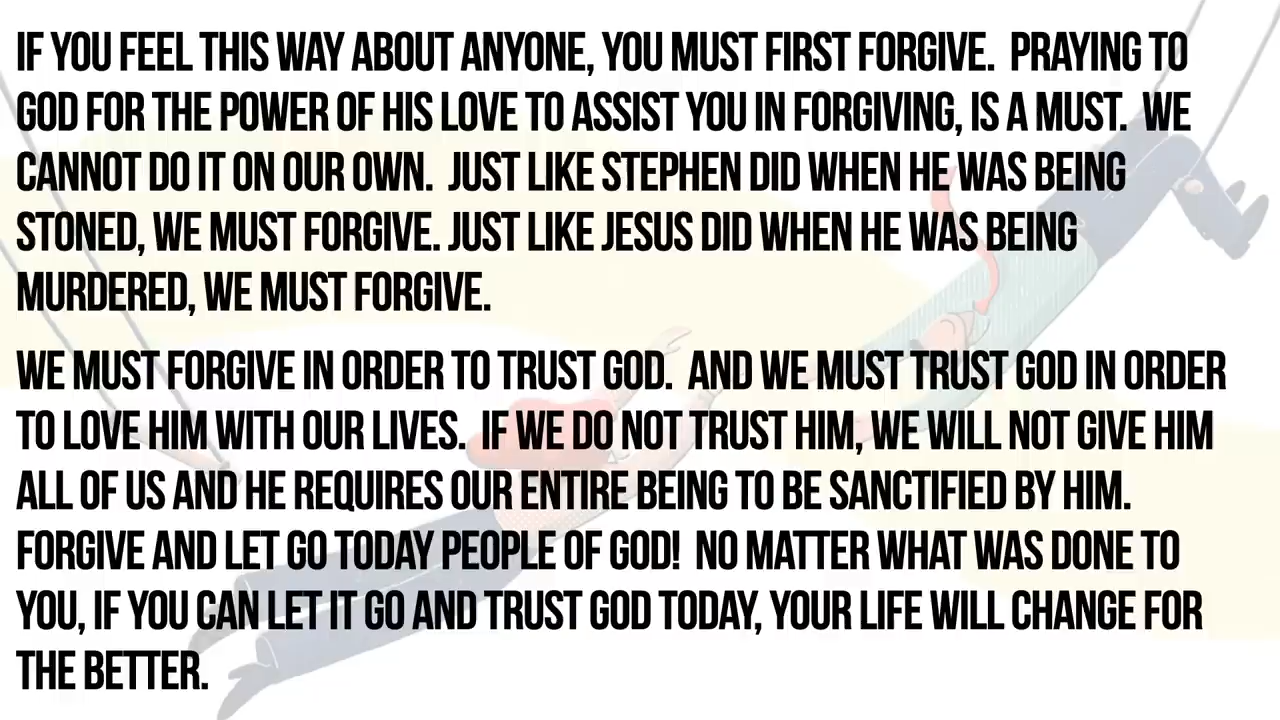 IF YOU FEEL THIS WAY ABOUT ANYONE, YOU MUST FIRST FORGIVE.  PRAYING TO
GOD FOR THE POWER OF HIS LOVE TO ASSIST YOU IN FORGIVING, IS A MUST.  WE
CANNOT DO IT ON OUR OWN.  JUST LIKE STEPHEN DID WHEN HE WAS BEING
STONED, WE MUST FORGIVE. JUST LIKE JESUS DID WHEN HE WAS BEING
MURDERED, WE MUST FORGIVE.
WE MUST FORGIVE IN ORDER TO TRUST GOD.  AND WE MUST TRUST GOD IN ORDER
TO LOVE HIM WITH OUR LIVES.  IF WE DO NOT TRUST HIM, WE WILL NOT GIVE HIM
ALL OF US AND HE REQUIRES OUR ENTIRE BEING TO BE SANCTIFIED BY HIM.
FORGIVE AND LET GO TODAY PEOPLE OF GOD!  NO MATTER WHAT WAS DONE TO
YOU, IF YOU CAN LET IT GO AND TRUST GOD TODAY, YOUR LIFE WILL CHANGE FOR
THE BETTER.